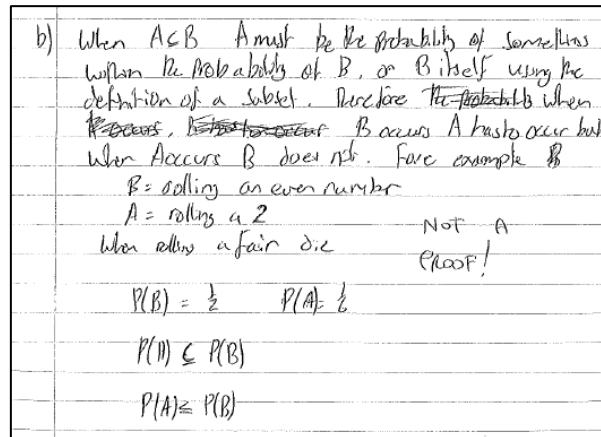 b) When A⊆B A must be the probability of something
within the probability of B, or B itself using the
definition of a subset. Therefore the probability when
B occurs A has to occur but
when A occurs B does not. Fore example
B = rolling an even number
A = rolling a 2
NOT A
When rolling a fair die
PROOF!
P(B) = 1/2 P(A) = 1/6
P(A) ⊆ P(B)
P(A) ≤ P(B)